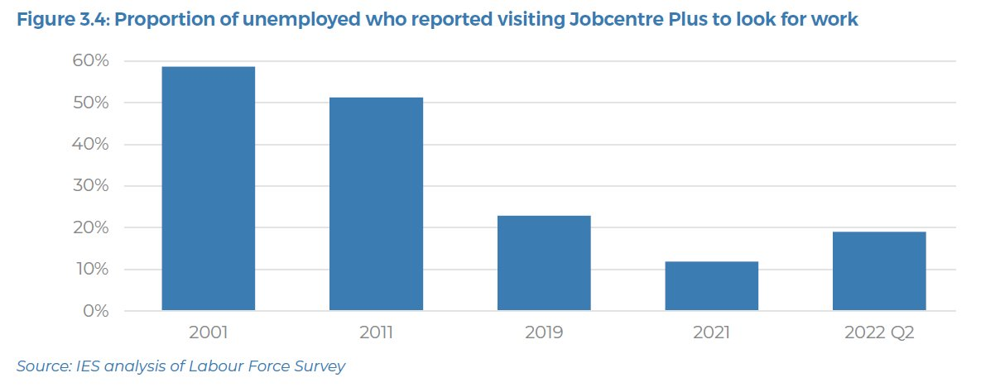 Figure 3.4: Proportion of unemployed who reported visiting Jobcentre Plus to look for work
60%
50%
40%
30%
20%
10%
0%
2001 2011 2019 2021 2022 Q2
Source: IES analysis of Labour Force Survey